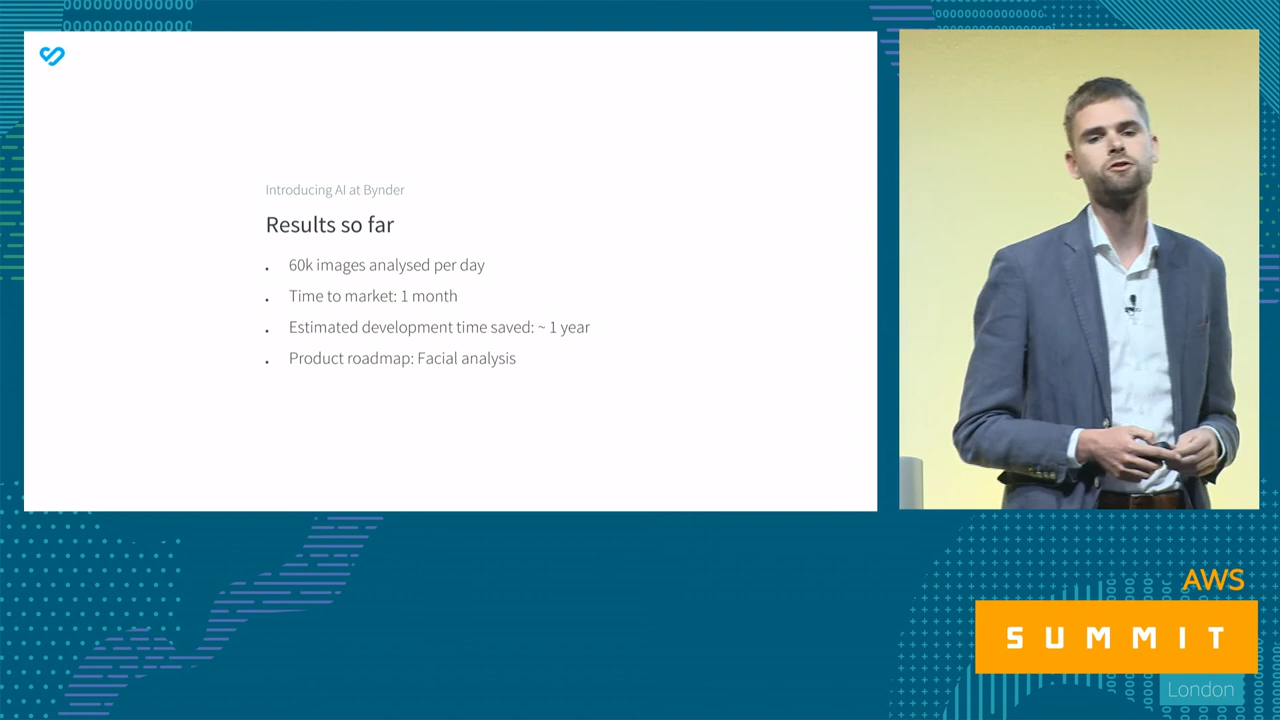 Introducing AI at Bynder
Results so far
• 60k images analysed per day
• Time to market: 1 month
• Estimated development time saved: ~ 1 year
• Product roadmap: Facial analysis
AWS
SUMMIT
London